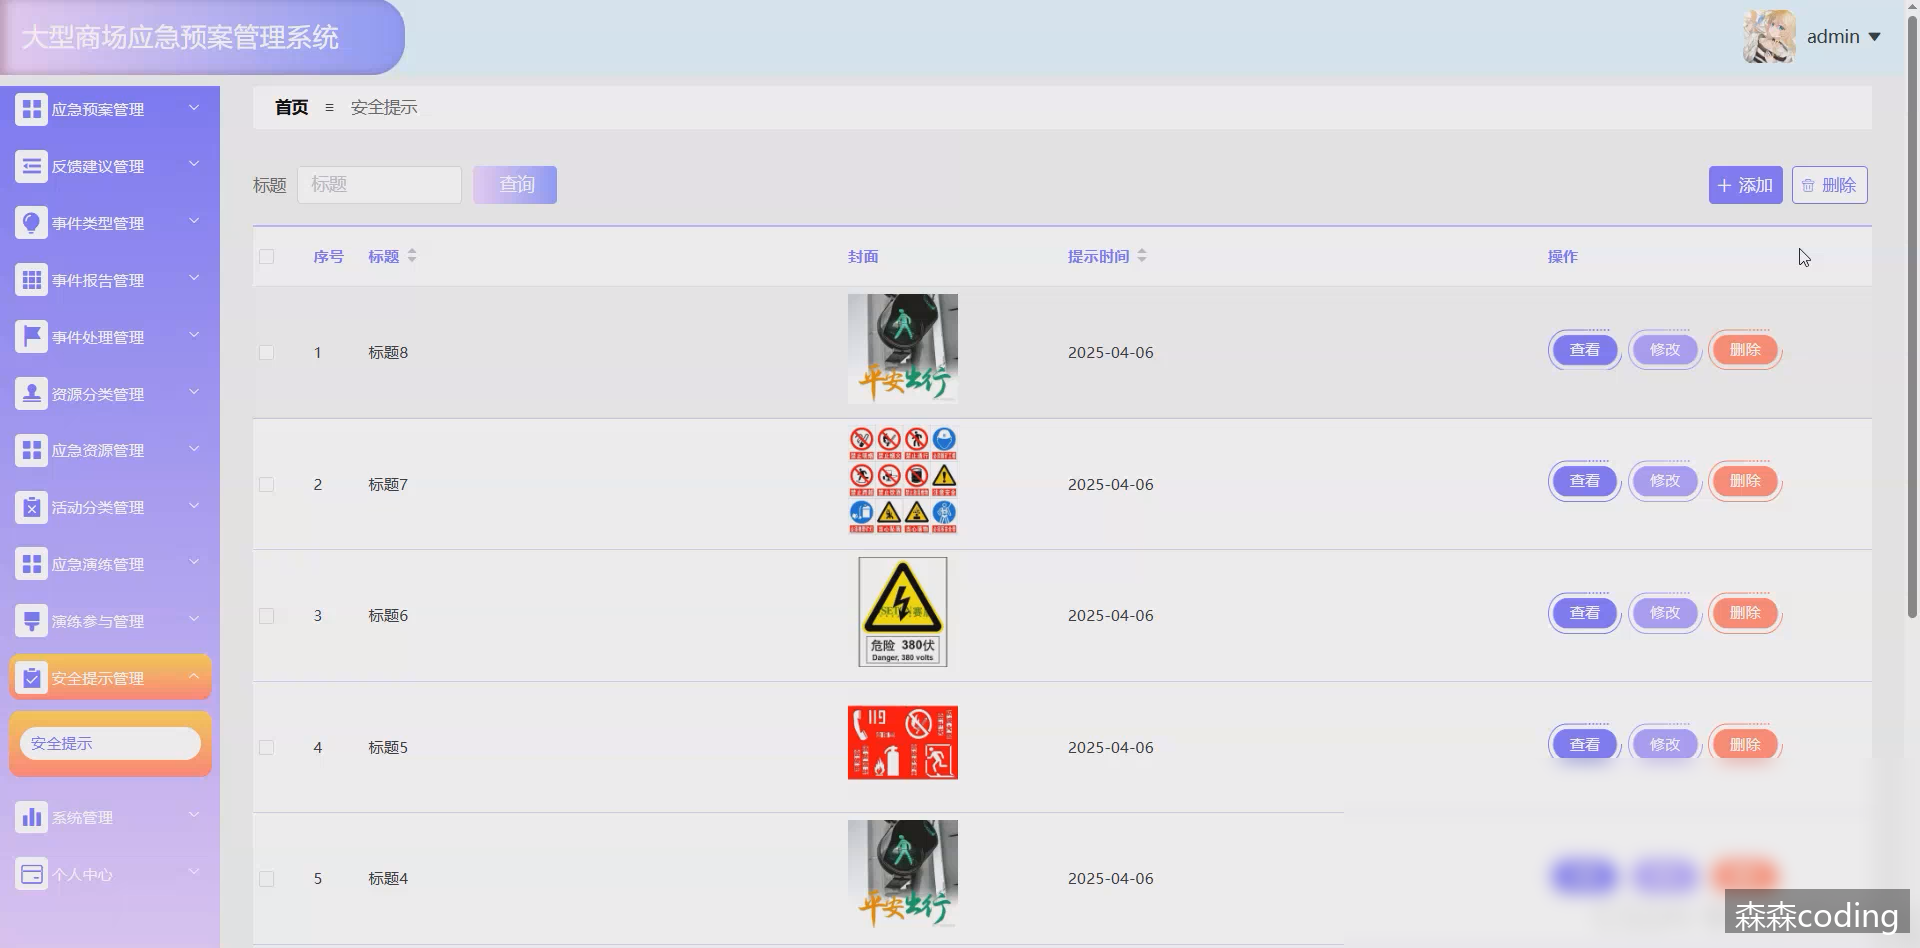 大型商场应急预案管理系统
admin
应急预案管理
反馈建议管理
事件类型管理
事件报告管理
事件处理管理
资源分类管理
应急资源管理
活动分类管理
应急演练管理
演练参与管理
安全提示管理
安全提示
系统管理
个人中心
首页 ≡ 安全提示
标题 标题 查询 + 添加 删除
序号 标题 封面 提示时间 操作
1 标题8 2025-04-06 查看 修改 删除
平安出行
2 标题7 2025-04-06 查看 修改 删除
3 标题6 2025-04-06 查看 修改 删除
危险 380伏
Danger, 380 volts
4 标题5 2025-04-06 查看 修改 删除
119
5 标题4 2025-04-06
平安出行
森森coding